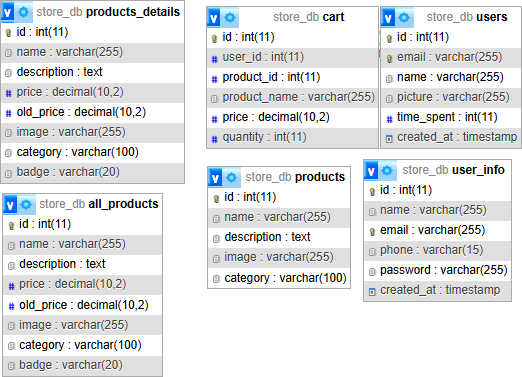 store_db products_details
id : int(11)
name : varchar(255)
description : text
price : decimal(10,2)
old_price : decimal(10,2)
image : varchar(255)
category : varchar(100)
badge : varchar(20)
store_db cart
id : int(11)
user_id : int(11)
product_id : int(11)
product_name : varchar(255)
price : decimal(10,2)
quantity : int(11)
store_db users
id : int(11)
email : varchar(255)
name : varchar(255)
picture : varchar(255)
time_spent : int(11)
created_at : timestamp
store_db all_products
id : int(11)
name : varchar(255)
description : text
price : decimal(10,2)
old_price : decimal(10,2)
image : varchar(255)
category : varchar(100)
badge : varchar(20)
store_db products
id : int(11)
name : varchar(255)
description : text
image : varchar(255)
category : varchar(100)
store_db user_info
id : int(11)
name : varchar(255)
email : varchar(255)
phone : varchar(15)
password : varchar(255)
created_at : timestamp